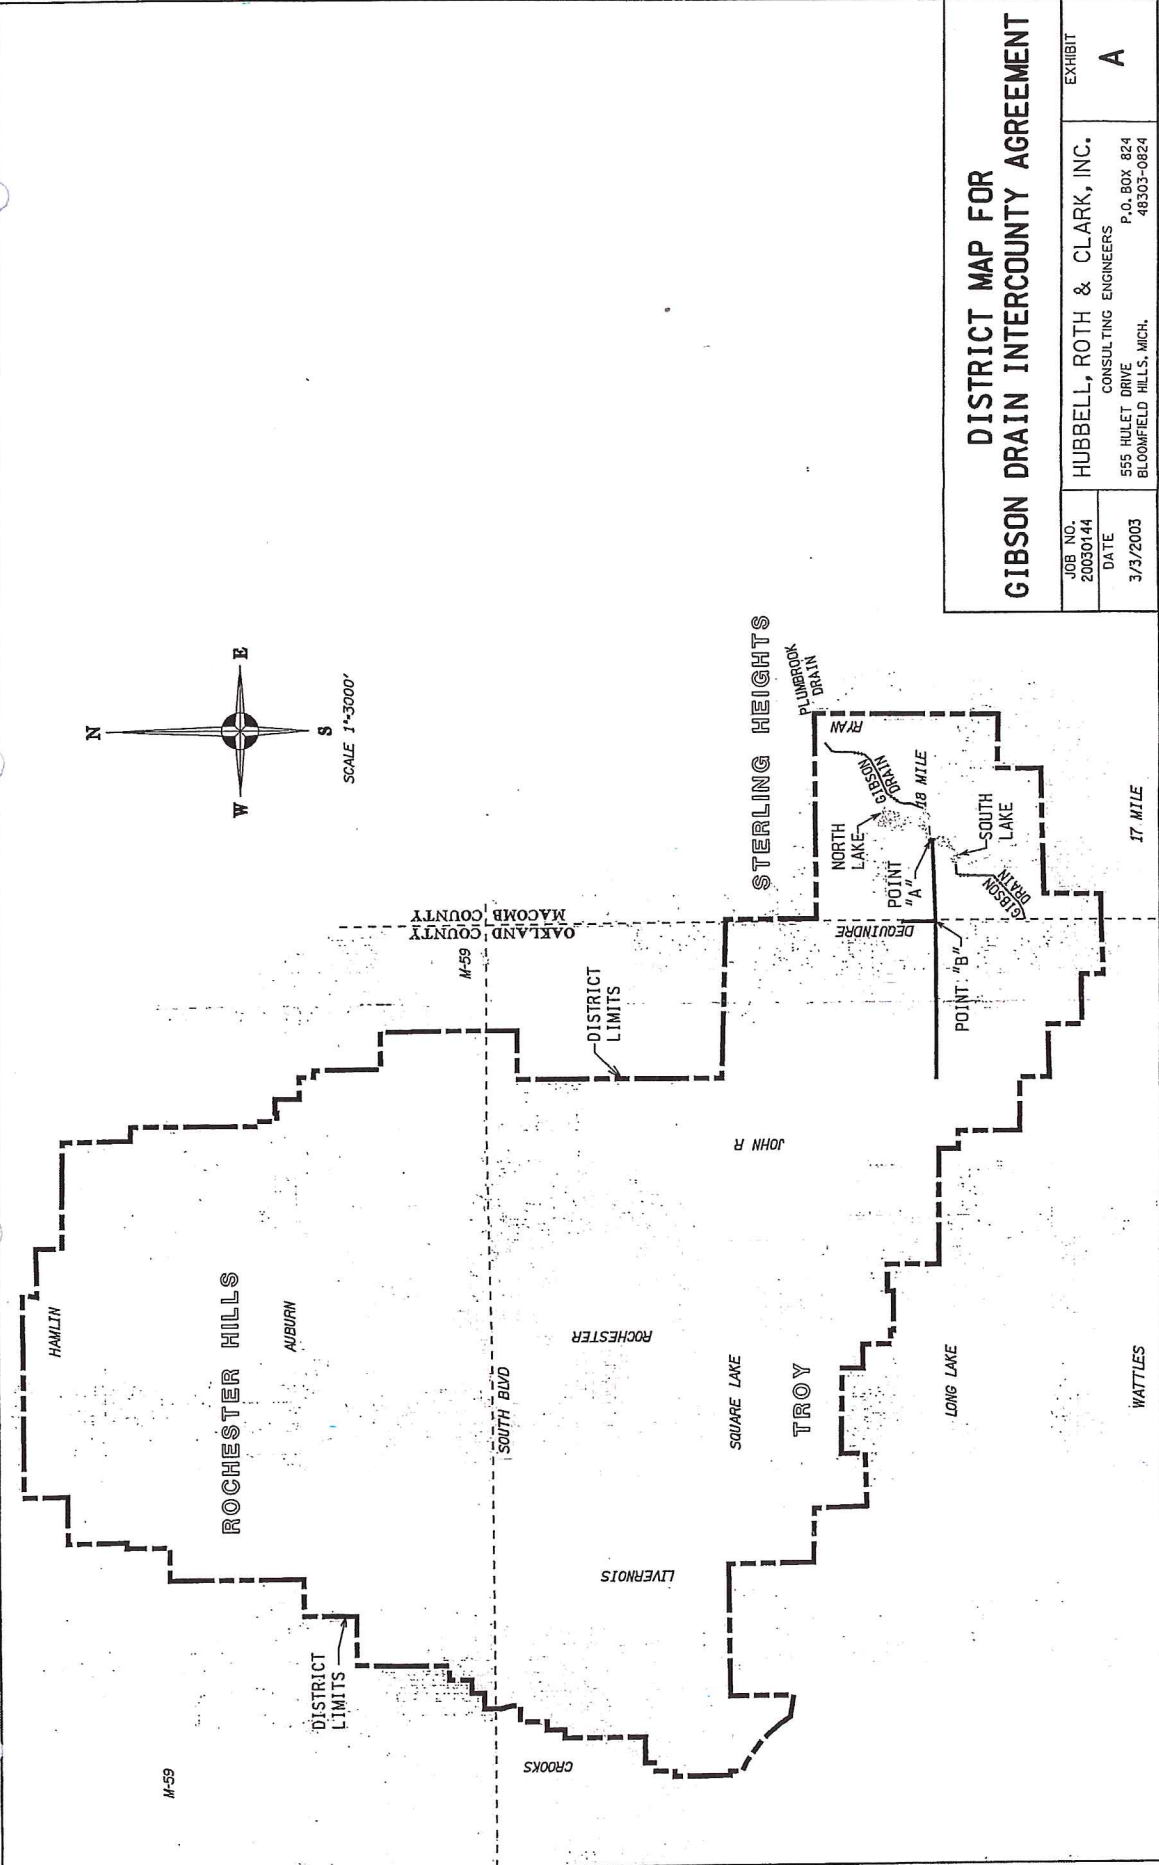 N
W
E
S
SCALE 1"=3000'
HAMLIN
ROCHESTER HILLS
AUBURN
M-59
DISTRICT
LIMITS
M-59
OAKLAND COUNTY
MACOMB COUNTY
SOUTH BLVD
CROOKS
LIVERNOIS
ROCHESTER
DISTRICT
LIMITS
JOHN R
SQUARE LAKE
TROY
STERLING HEIGHTS
PLUMBROOK
DRAIN
RYAN
DEQUINDRE
GIBSON
DRAIN
NORTH
LAKE
18 MILE
POINT
"A"
SOUTH
LAKE
GIBSON
DRAIN
POINT "B"
LONG LAKE
WATTLES
17 MILE
DISTRICT MAP FOR
GIBSON DRAIN INTERCOUNTY AGREEMENT
JOB NO.
20030144
DATE
3/3/2003
HUBBELL, ROTH & CLARK, INC.
CONSULTING ENGINEERS
555 HULET DRIVE
BLOOMFIELD HILLS, MICH.
P.O. BOX 824
48303-0824
EXHIBIT
A